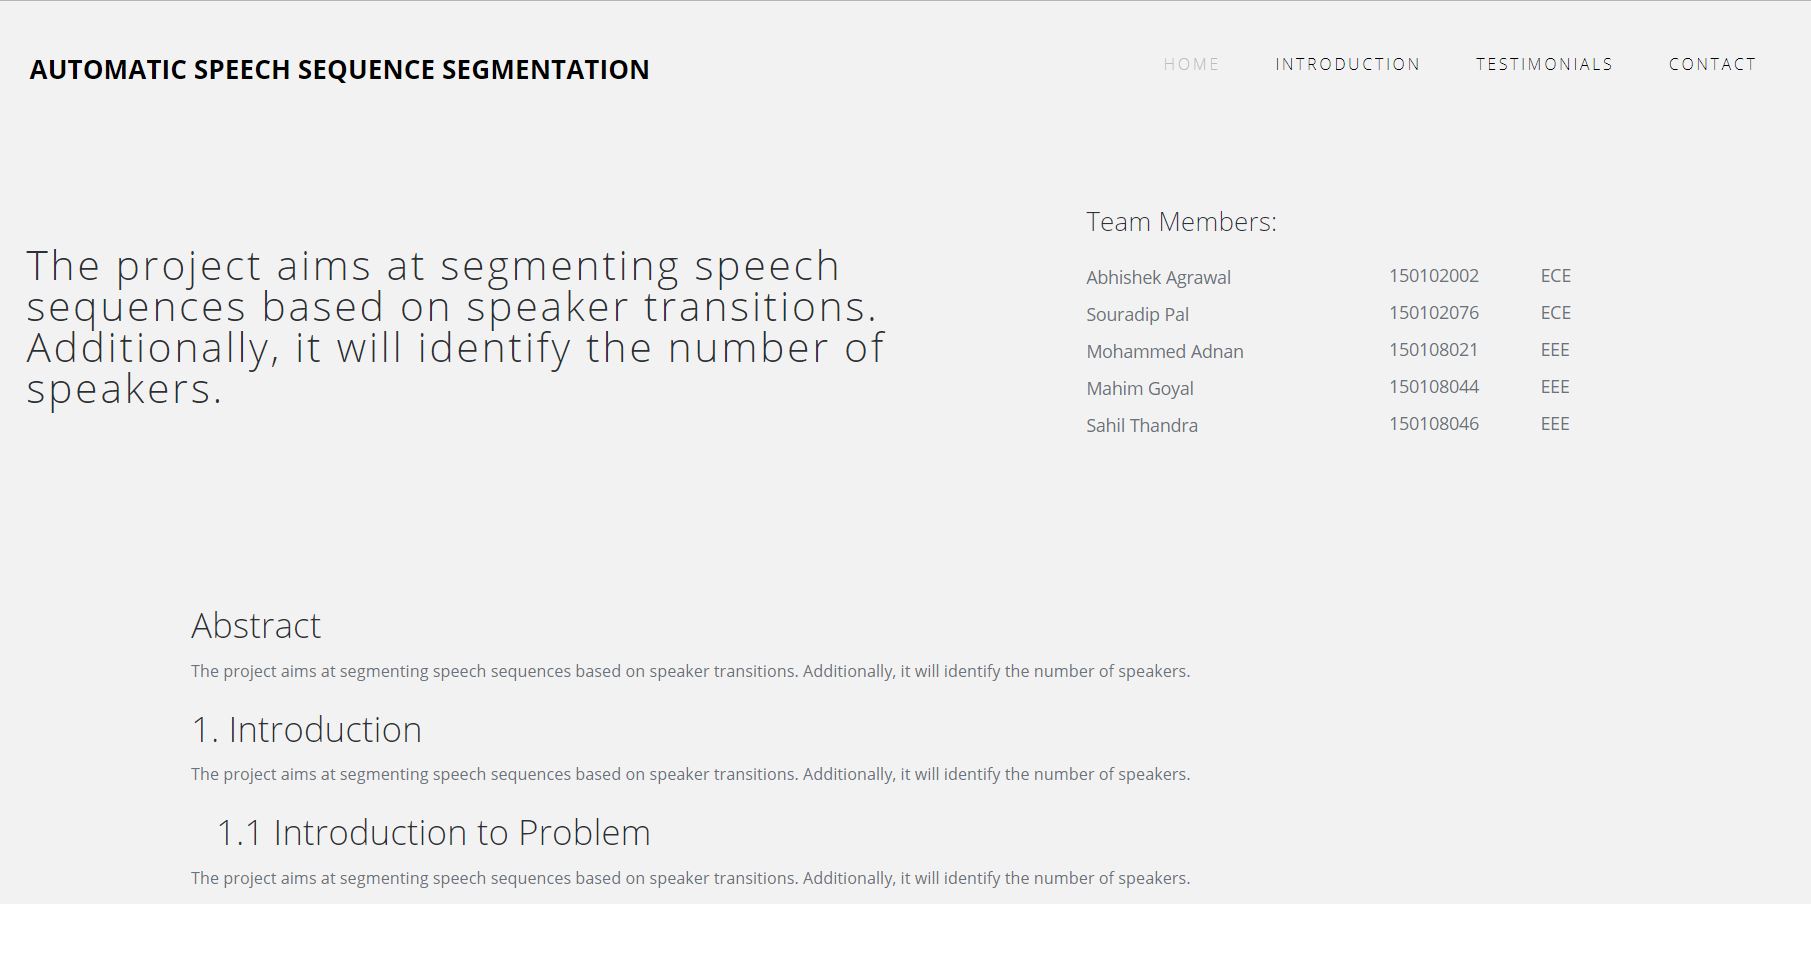 AUTOMATIC SPEECH SEQUENCE SEGMENTATION
HOME INTRODUCTION TESTIMONIALS CONTACT
The project aims at segmenting speech
sequences based on speaker transitions.
Additionally, it will identify the number of
speakers.
Team Members:
Abhishek Agrawal 150102002 ECE
Souradip Pal 150102076 ECE
Mohammed Adnan 150108021 EEE
Mahim Goyal 150108044 EEE
Sahil Thandra 150108046 EEE
Abstract
The project aims at segmenting speech sequences based on speaker transitions. Additionally, it will identify the number of speakers.
1. Introduction
The project aims at segmenting speech sequences based on speaker transitions. Additionally, it will identify the number of speakers.
1.1 Introduction to Problem
The project aims at segmenting speech sequences based on speaker transitions. Additionally, it will identify the number of speakers.